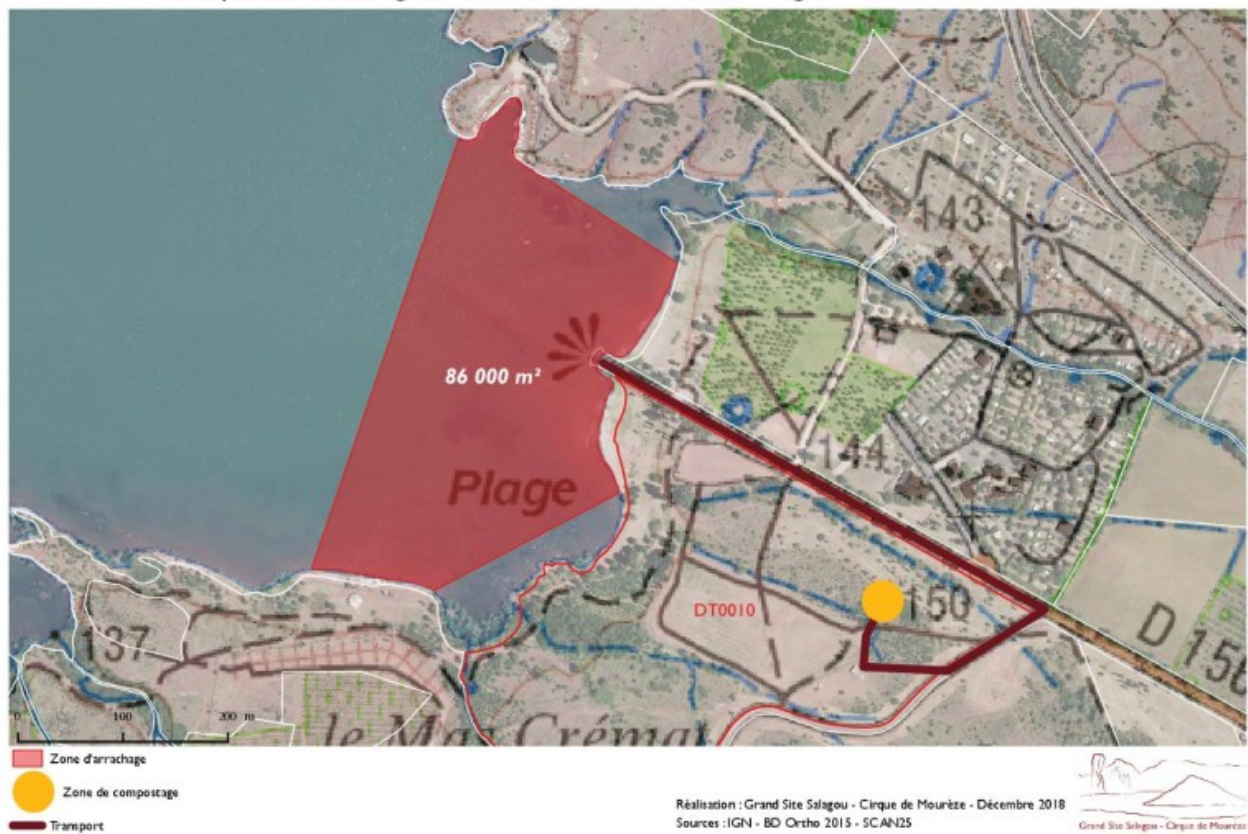 143
86 000 m²
144
Plage
150
DT0010
D 156
137
0 100 200 m
le Mas Crémat
Zone d'arrachage
Zone de compostage
Transport
Réalisation : Grand Site Salagou - Cirque de Mourèze - Décembre 2018
Sources : IGN - BD Ortho 2015 - SCAN25
Grand Site Salagou - Cirque de Mourèze